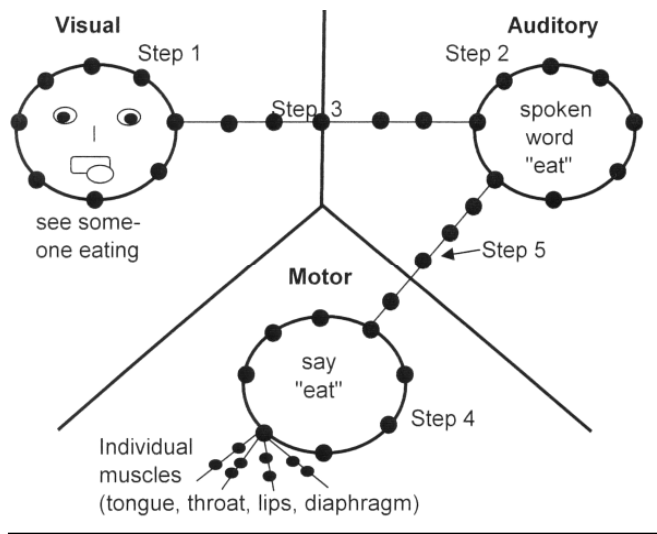 Visual
Auditory
Step 1
Step 2
Step 3
spoken
word
"eat"
see some-
one eating
Step 5
Motor
say
"eat"
Step 4
Individual
muscles
(tongue, throat, lips, diaphragm)